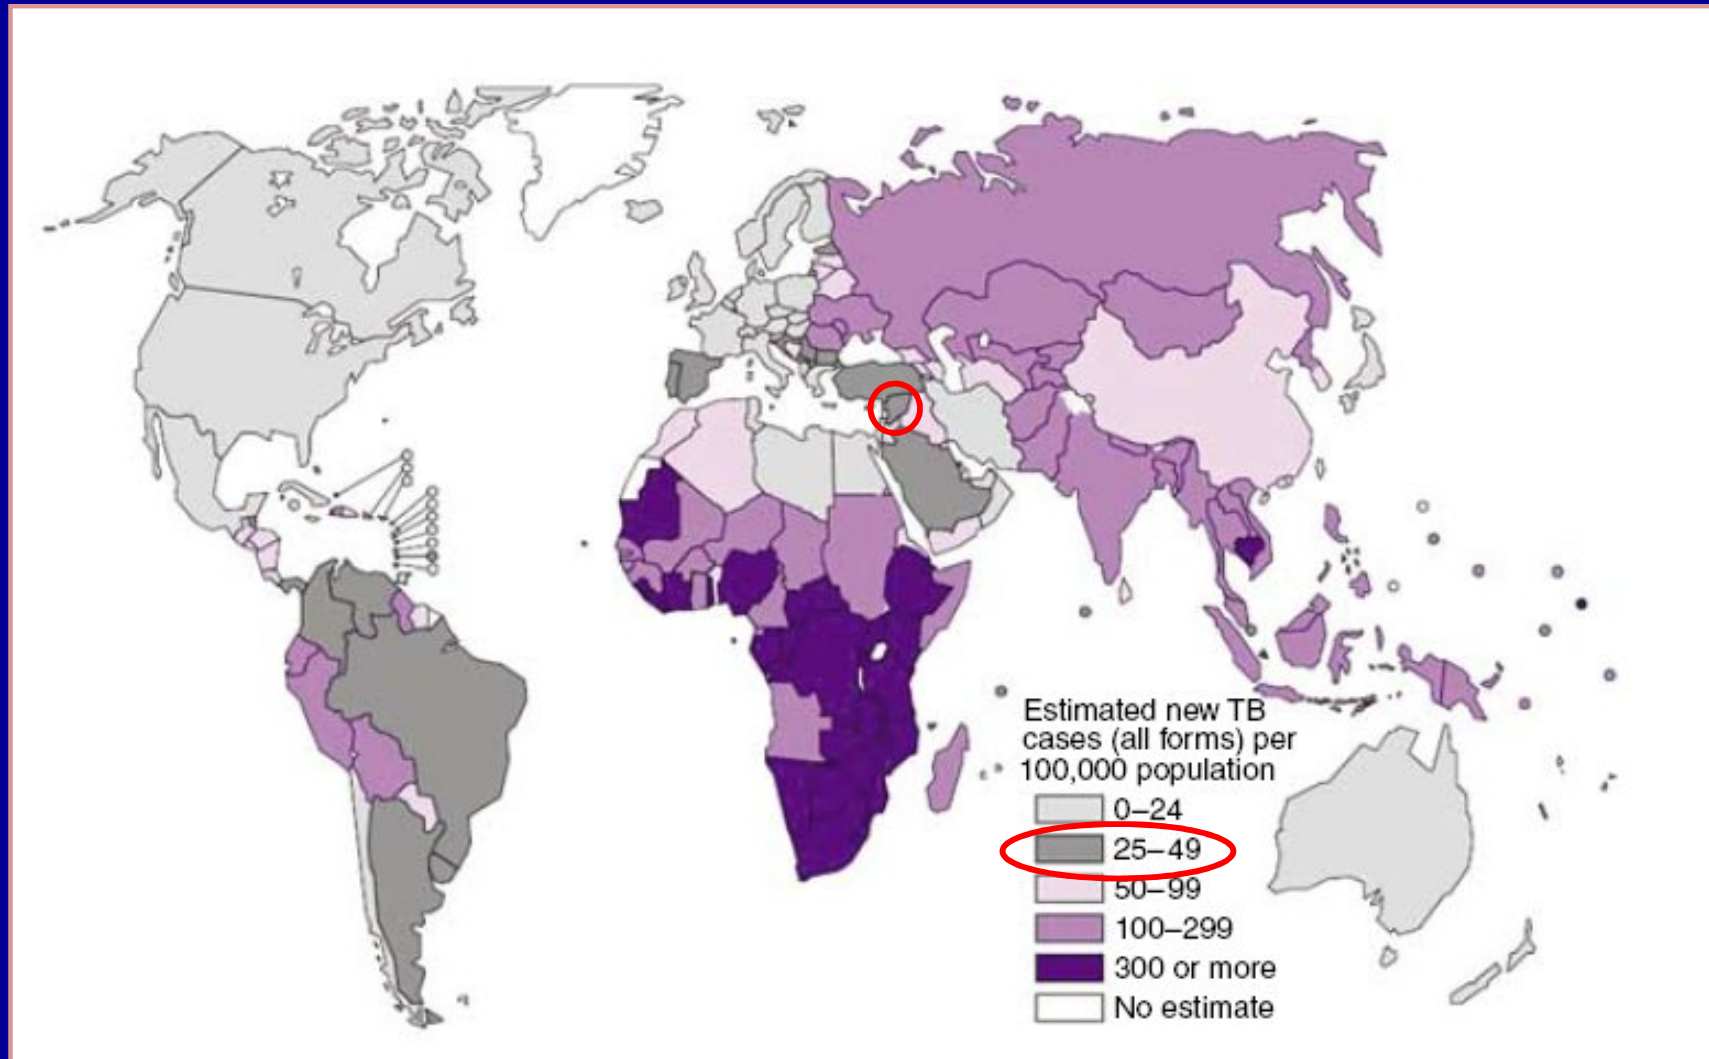 Estimated new TB
cases (all forms) per
100,000 population
0–24
25–49
50–99
100–299
300 or more
No estimate